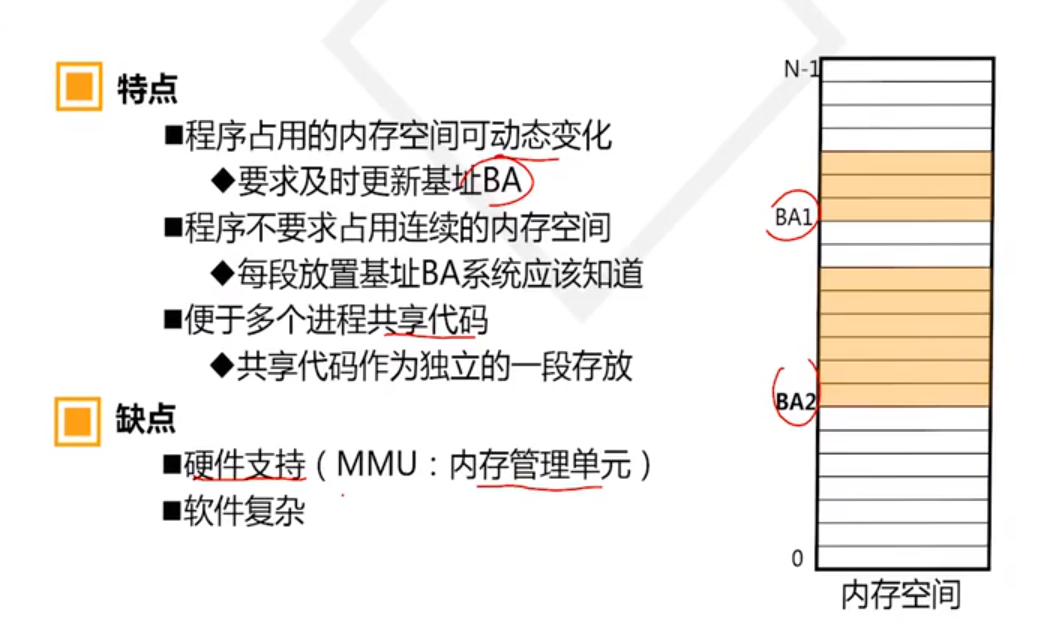 特点
■程序占用的内存空间可动态变化
◆要求及时更新基址BA
■程序不要求占用连续的内存空间
◆每段放置基址BA系统应该知道
■便于多个进程共享代码
◆共享代码作为独立的一段存放
缺点
■硬件支持（MMU：内存管理单元）
■软件复杂
N-1
BA1
BA2
0
内存空间